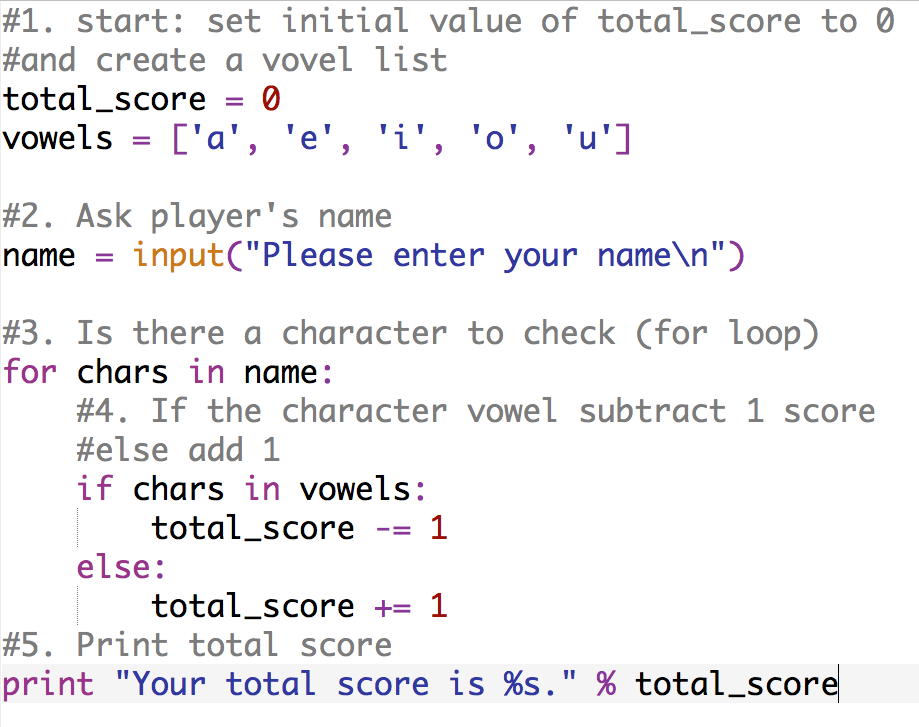 #1. start: set initial value of total_score to 0
#and create a vovel list
total_score = 0
vowels = ['a', 'e', 'i', 'o', 'u']

#2. Ask player's name
name = input("Please enter your name\n")

#3. Is there a character to check (for loop)
for chars in name:
    #4. If the character vowel subtract 1 score
    #else add 1
    if chars in vowels:
        total_score -= 1
    else:
        total_score += 1
#5. Print total score
print "Your total score is %s." % total_score